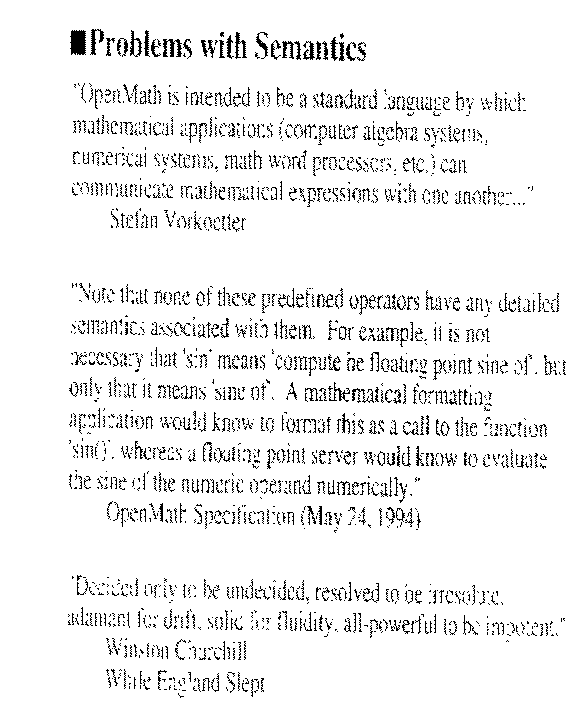 ■Problems with Semantics
"OpenMath is intended to be a standard language by which
mathematical applications (computer algebra systems,
numerical systems, math word processors, etc.) can
communicate mathematical expressions with one another..."
Stefan Vorkoetter
"Note that none of these predefined operators have any detailed
semantics associated with them. For example, it is not
necessary that 'sin' means 'compute he floating point sine of', but
only that it means 'sine of'. A mathematical formatting
application would know to format this as a call to the function
'sin()', whereas a floating point server would know to evaluate
the sine of the numeric operand numerically."
OpenMath Specification (May 24, 1994)
"Decided only to be undecided, resolved to be irresolute,
adamant for drift, solid for fluidity, all-powerful to be impotent."
Winston Churchill
While England Slept